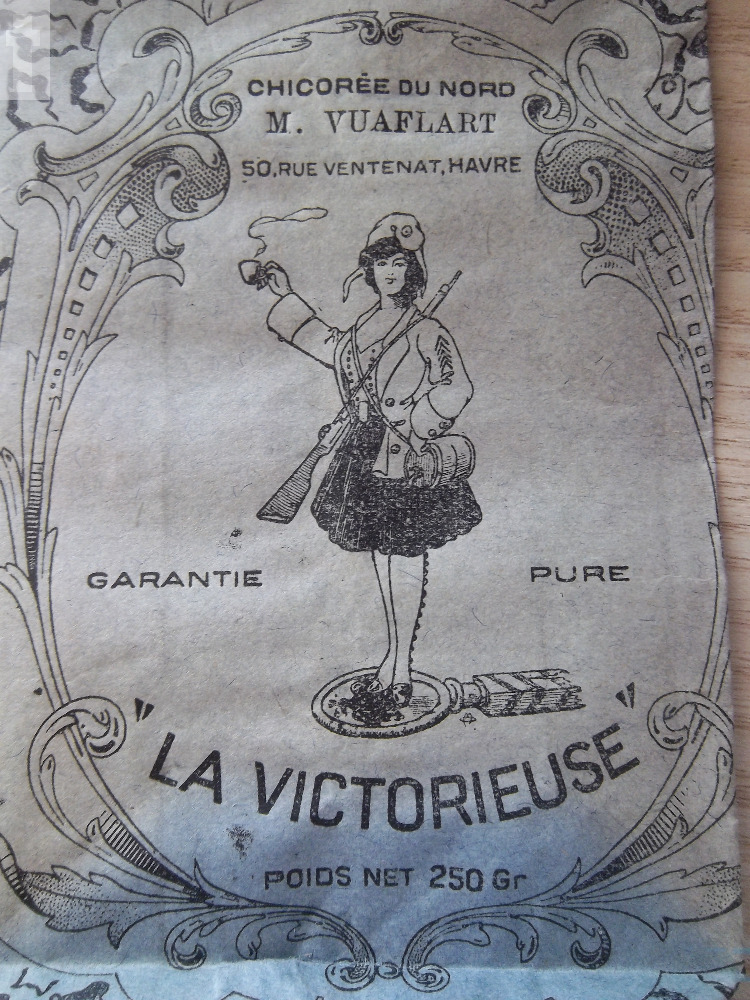 CHICORÉE DU NORD
M. VUAFLART
50, RUE VENTENAT, HAVRE
GARANTIE PURE
"LA VICTORIEUSE"
POIDS NET 250 Gr